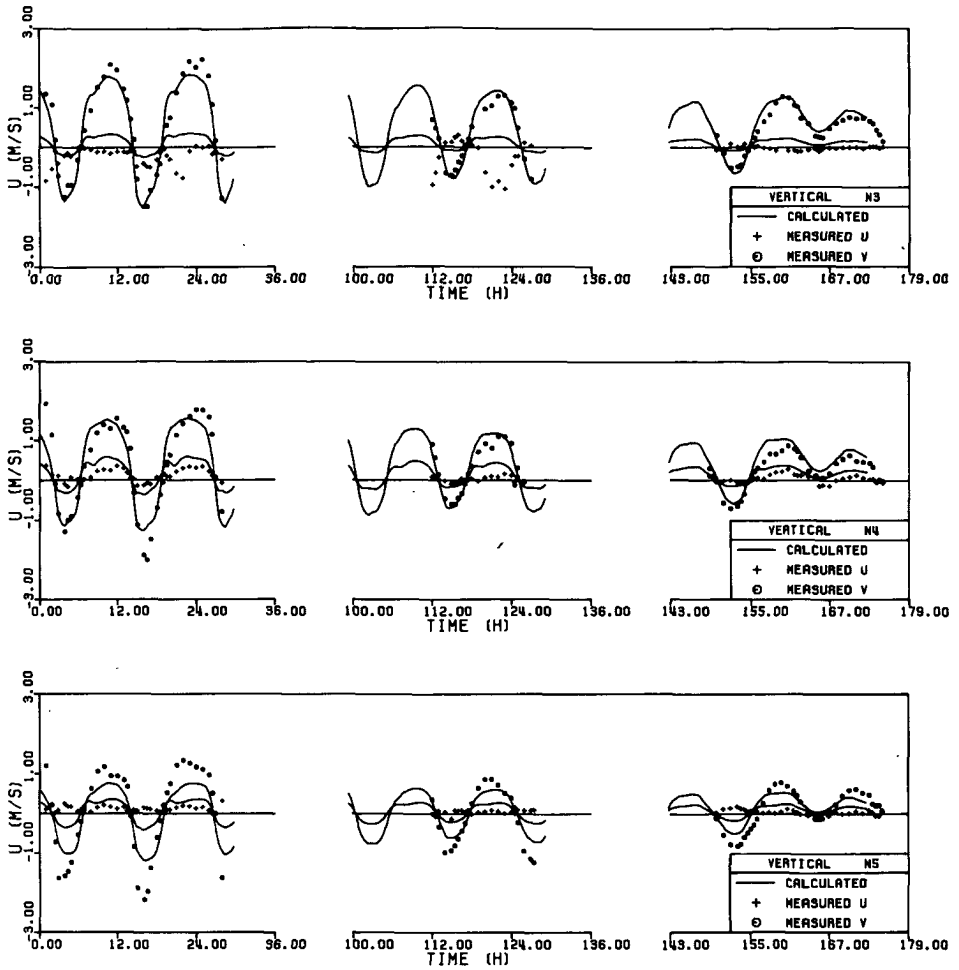 3.00
1.00
-1.00
-3.00
U (M/S)
0.00 12.00 24.00 36.00 100.00 112.00 124.00 136.00 143.00 155.00 167.00 179.00
TIME (H)
VERTICAL N3
CALCULATED
+ MEASURED U
MEASURED V
3.00
1.00
-1.00
-3.00
U (M/S)
0.00 12.00 24.00 36.00 100.00 112.00 124.00 136.00 143.00 155.00 167.00 179.00
TIME (H)
VERTICAL N4
CALCULATED
+ MEASURED U
MEASURED V
3.00
1.00
-1.00
-3.00
U (M/S)
0.00 12.00 24.00 36.00 100.00 112.00 124.00 136.00 143.00 155.00 167.00 179.00
TIME (H)
VERTICAL N5
CALCULATED
+ MEASURED U
MEASURED V